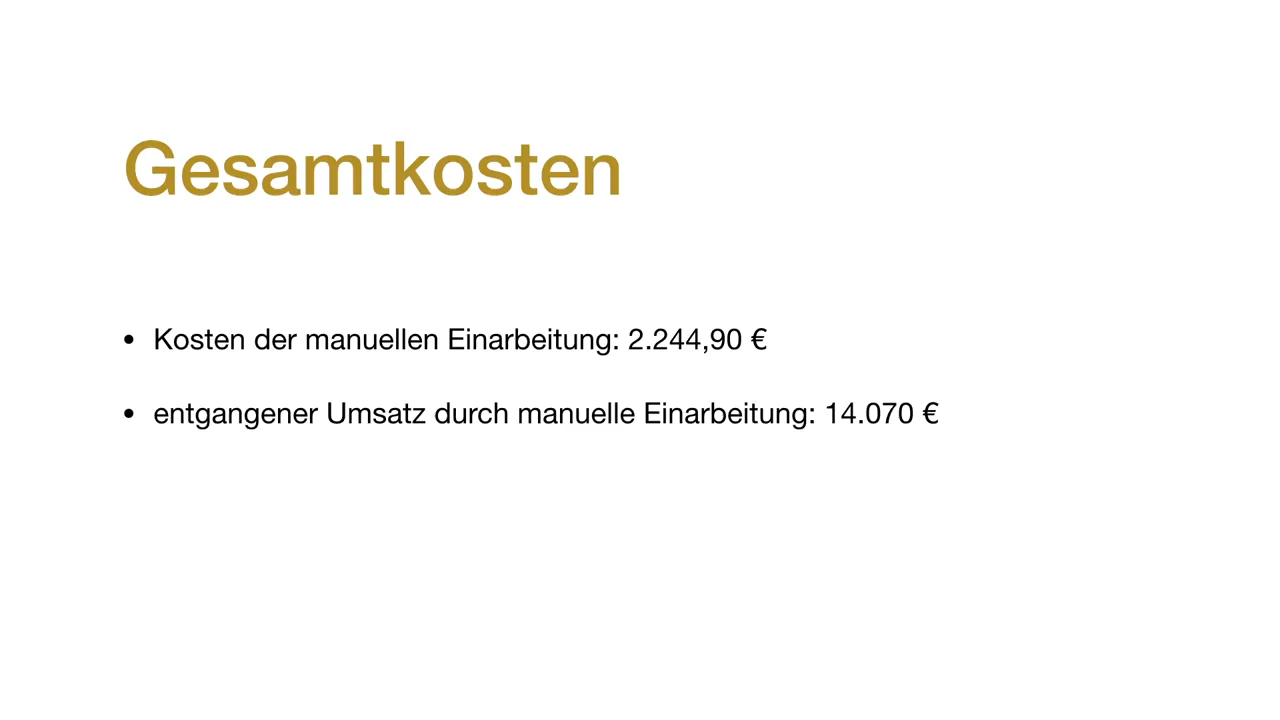 Gesamtkosten
• Kosten der manuellen Einarbeitung: 2.244,90 €
• entgangener Umsatz durch manuelle Einarbeitung: 14.070 €